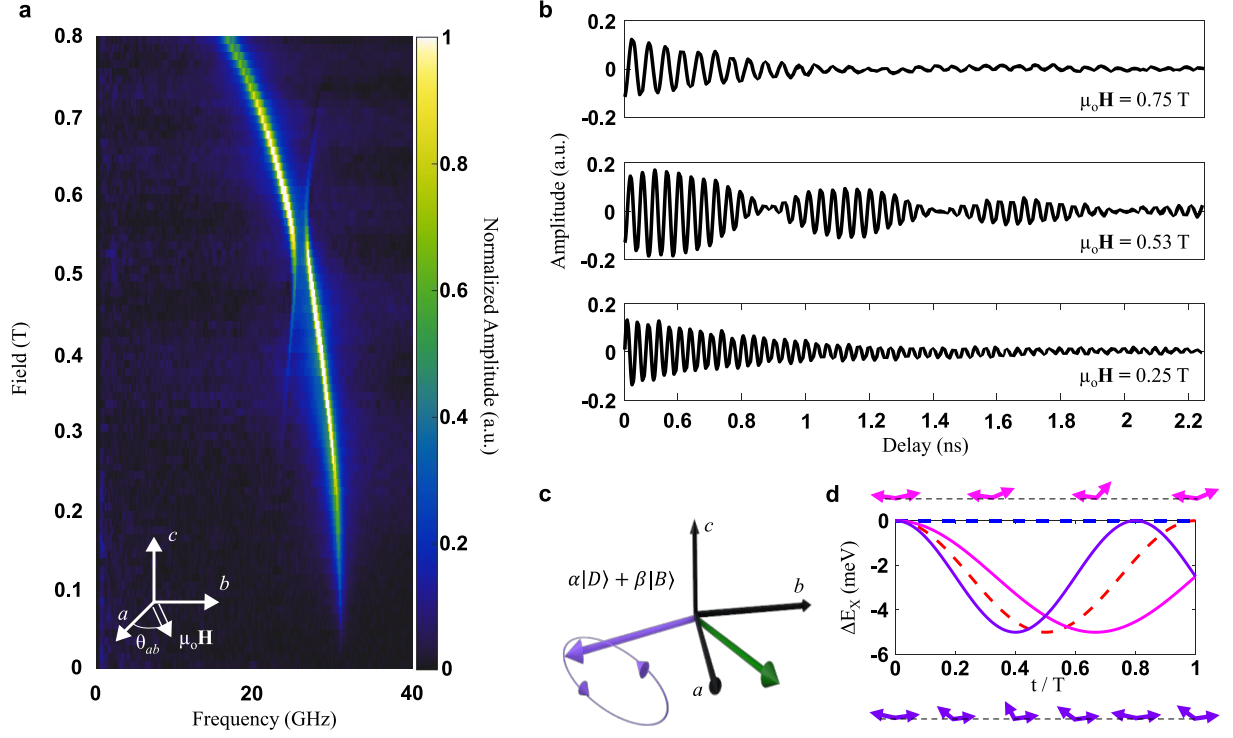 a
0.8
0.7
0.6
0.5
0.4
0.3
0.2
0.1
0
Field (T)
0
20
40
Frequency (GHz)
c
b
a
θab
μoH
1
0.8
0.6
0.4
0.2
0
Normalized Amplitude (a.u.)
b
0.2
0
-0.2
μoH = 0.75 T
0.2
0
-0.2
μoH = 0.53 T
0.2
0
-0.2
μoH = 0.25 T
Amplitude (a.u.)
0 0.6 0.8 1 1.2 1.4 1.6 1.8 2 2.2
Delay (ns)
c
α|D⟩ + β|B⟩
c
b
a
d
0
-2
-4
-6
ΔEX (meV)
0 0.2 0.4 0.6 0.8 1
t / T